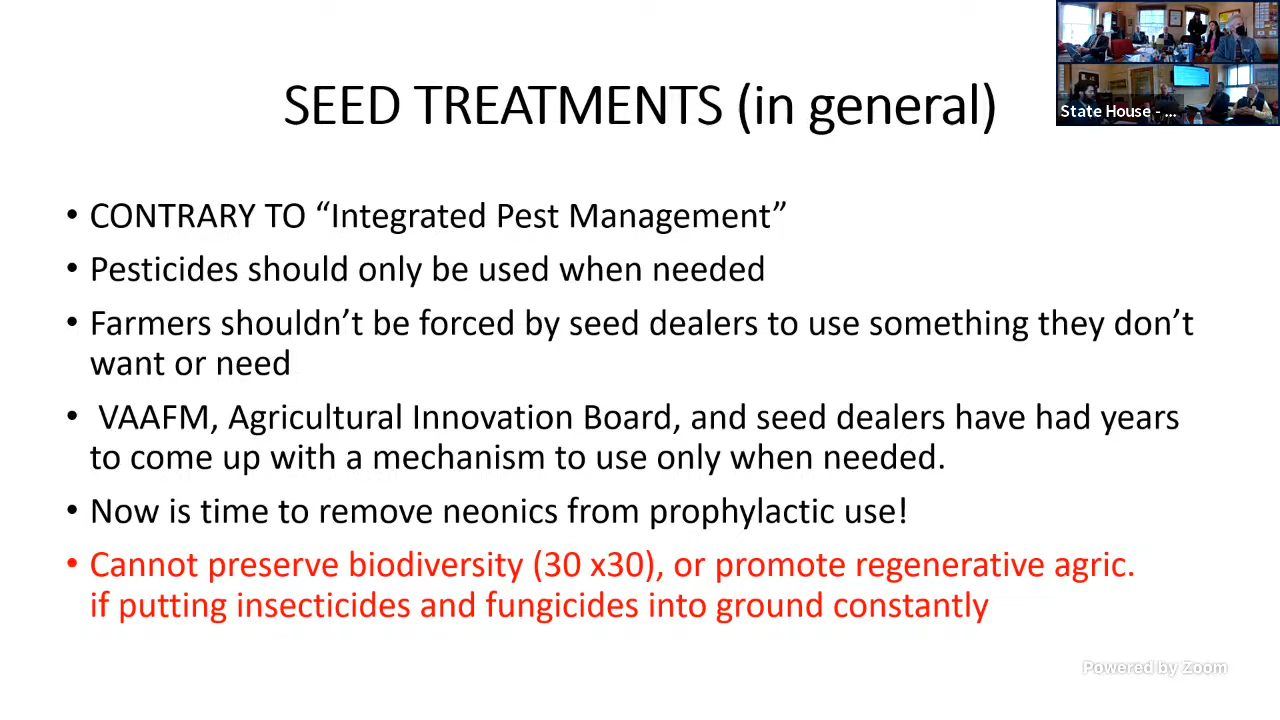 State House - ...
SEED TREATMENTS (in general)
• CONTRARY TO “Integrated Pest Management”
• Pesticides should only be used when needed
• Farmers shouldn’t be forced by seed dealers to use something they don’t
want or need
• VAAFM, Agricultural Innovation Board, and seed dealers have had years
to come up with a mechanism to use only when needed.
• Now is time to remove neonics from prophylactic use!
• Cannot preserve biodiversity (30 x30), or promote regenerative agric.
if putting insecticides and fungicides into ground constantly
Powered by Zoom